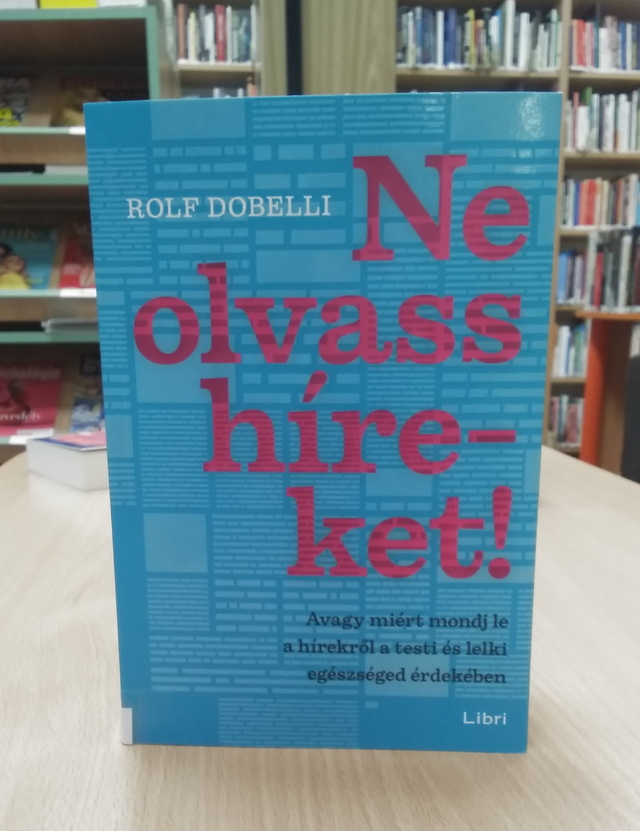 ROLF DOBELLI
Ne
olvass
híre-
ket!
Avagy miért mondj le
a hírekről a testi és lelki
egészséged érdekében
Libri